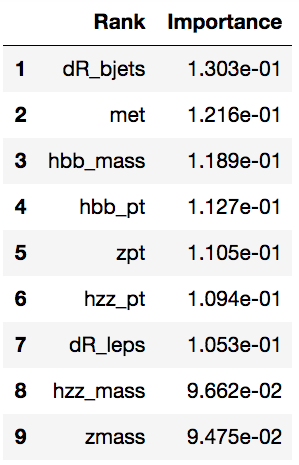 Rank Importance
1 dR_bjets 1.303e-01
2 met 1.216e-01
3 hbb_mass 1.189e-01
4 hbb_pt 1.127e-01
5 zpt 1.105e-01
6 hzz_pt 1.094e-01
7 dR_leps 1.053e-01
8 hzz_mass 9.662e-02
9 zmass 9.475e-02